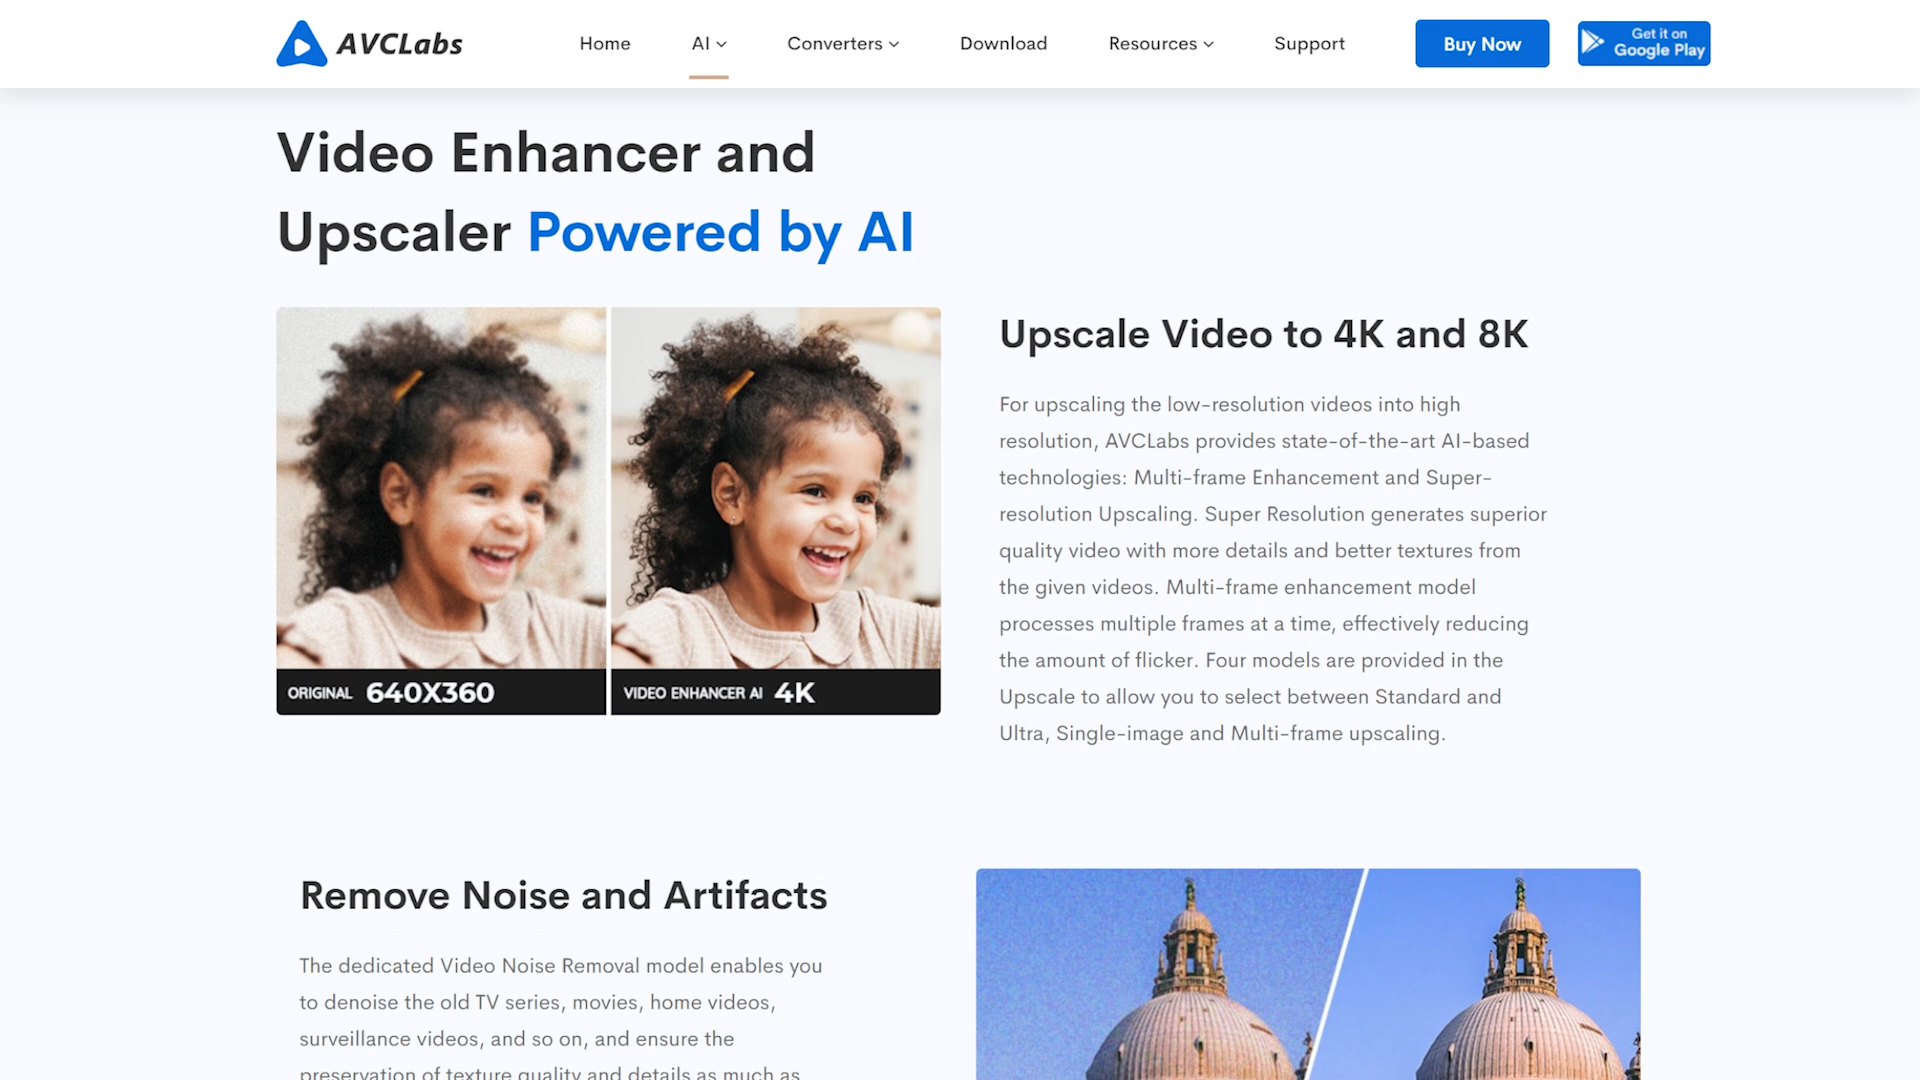 AVCLabs
Home
AI
Converters
Download
Resources
Support
Buy Now
Get it on
Google Play
Video Enhancer and
Upscaler Powered by AI
ORIGINAL 640X360
VIDEO ENHANCER AI 4K
Upscale Video to 4K and 8K
For upscaling the low-resolution videos into high
resolution, AVCLabs provides state-of-the-art AI-based
technologies: Multi-frame Enhancement and Super-
resolution Upscaling. Super Resolution generates superior
quality video with more details and better textures from
the given videos. Multi-frame enhancement model
processes multiple frames at a time, effectively reducing
the amount of flicker. Four models are provided in the
Upscale to allow you to select between Standard and
Ultra, Single-image and Multi-frame upscaling.
Remove Noise and Artifacts
The dedicated Video Noise Removal model enables you
to denoise the old TV series, movies, home videos,
surveillance videos, and so on, and ensure the
preservation of texture quality and details as much as